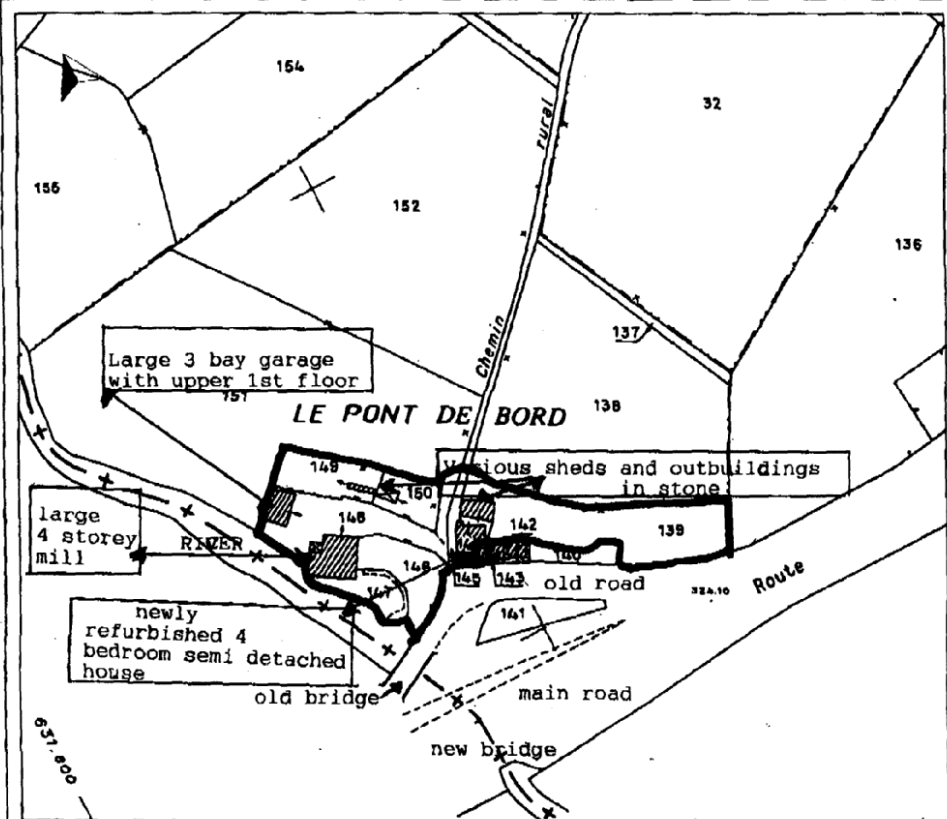 154
32
155
152
rural
136
137
Chemin
Large 3 bay garage
with upper 1st floor
151
138
LE PONT DE BORD
149
Various sheds and outbuildings
in stone
150
142
139
large
4 storey
mill
148
RIVER
146
144
140
145
143
old road
324.10
Route
147
141
newly
refurbished 4
bedroom semi detached
house
old bridge
main road
new bridge
637.800